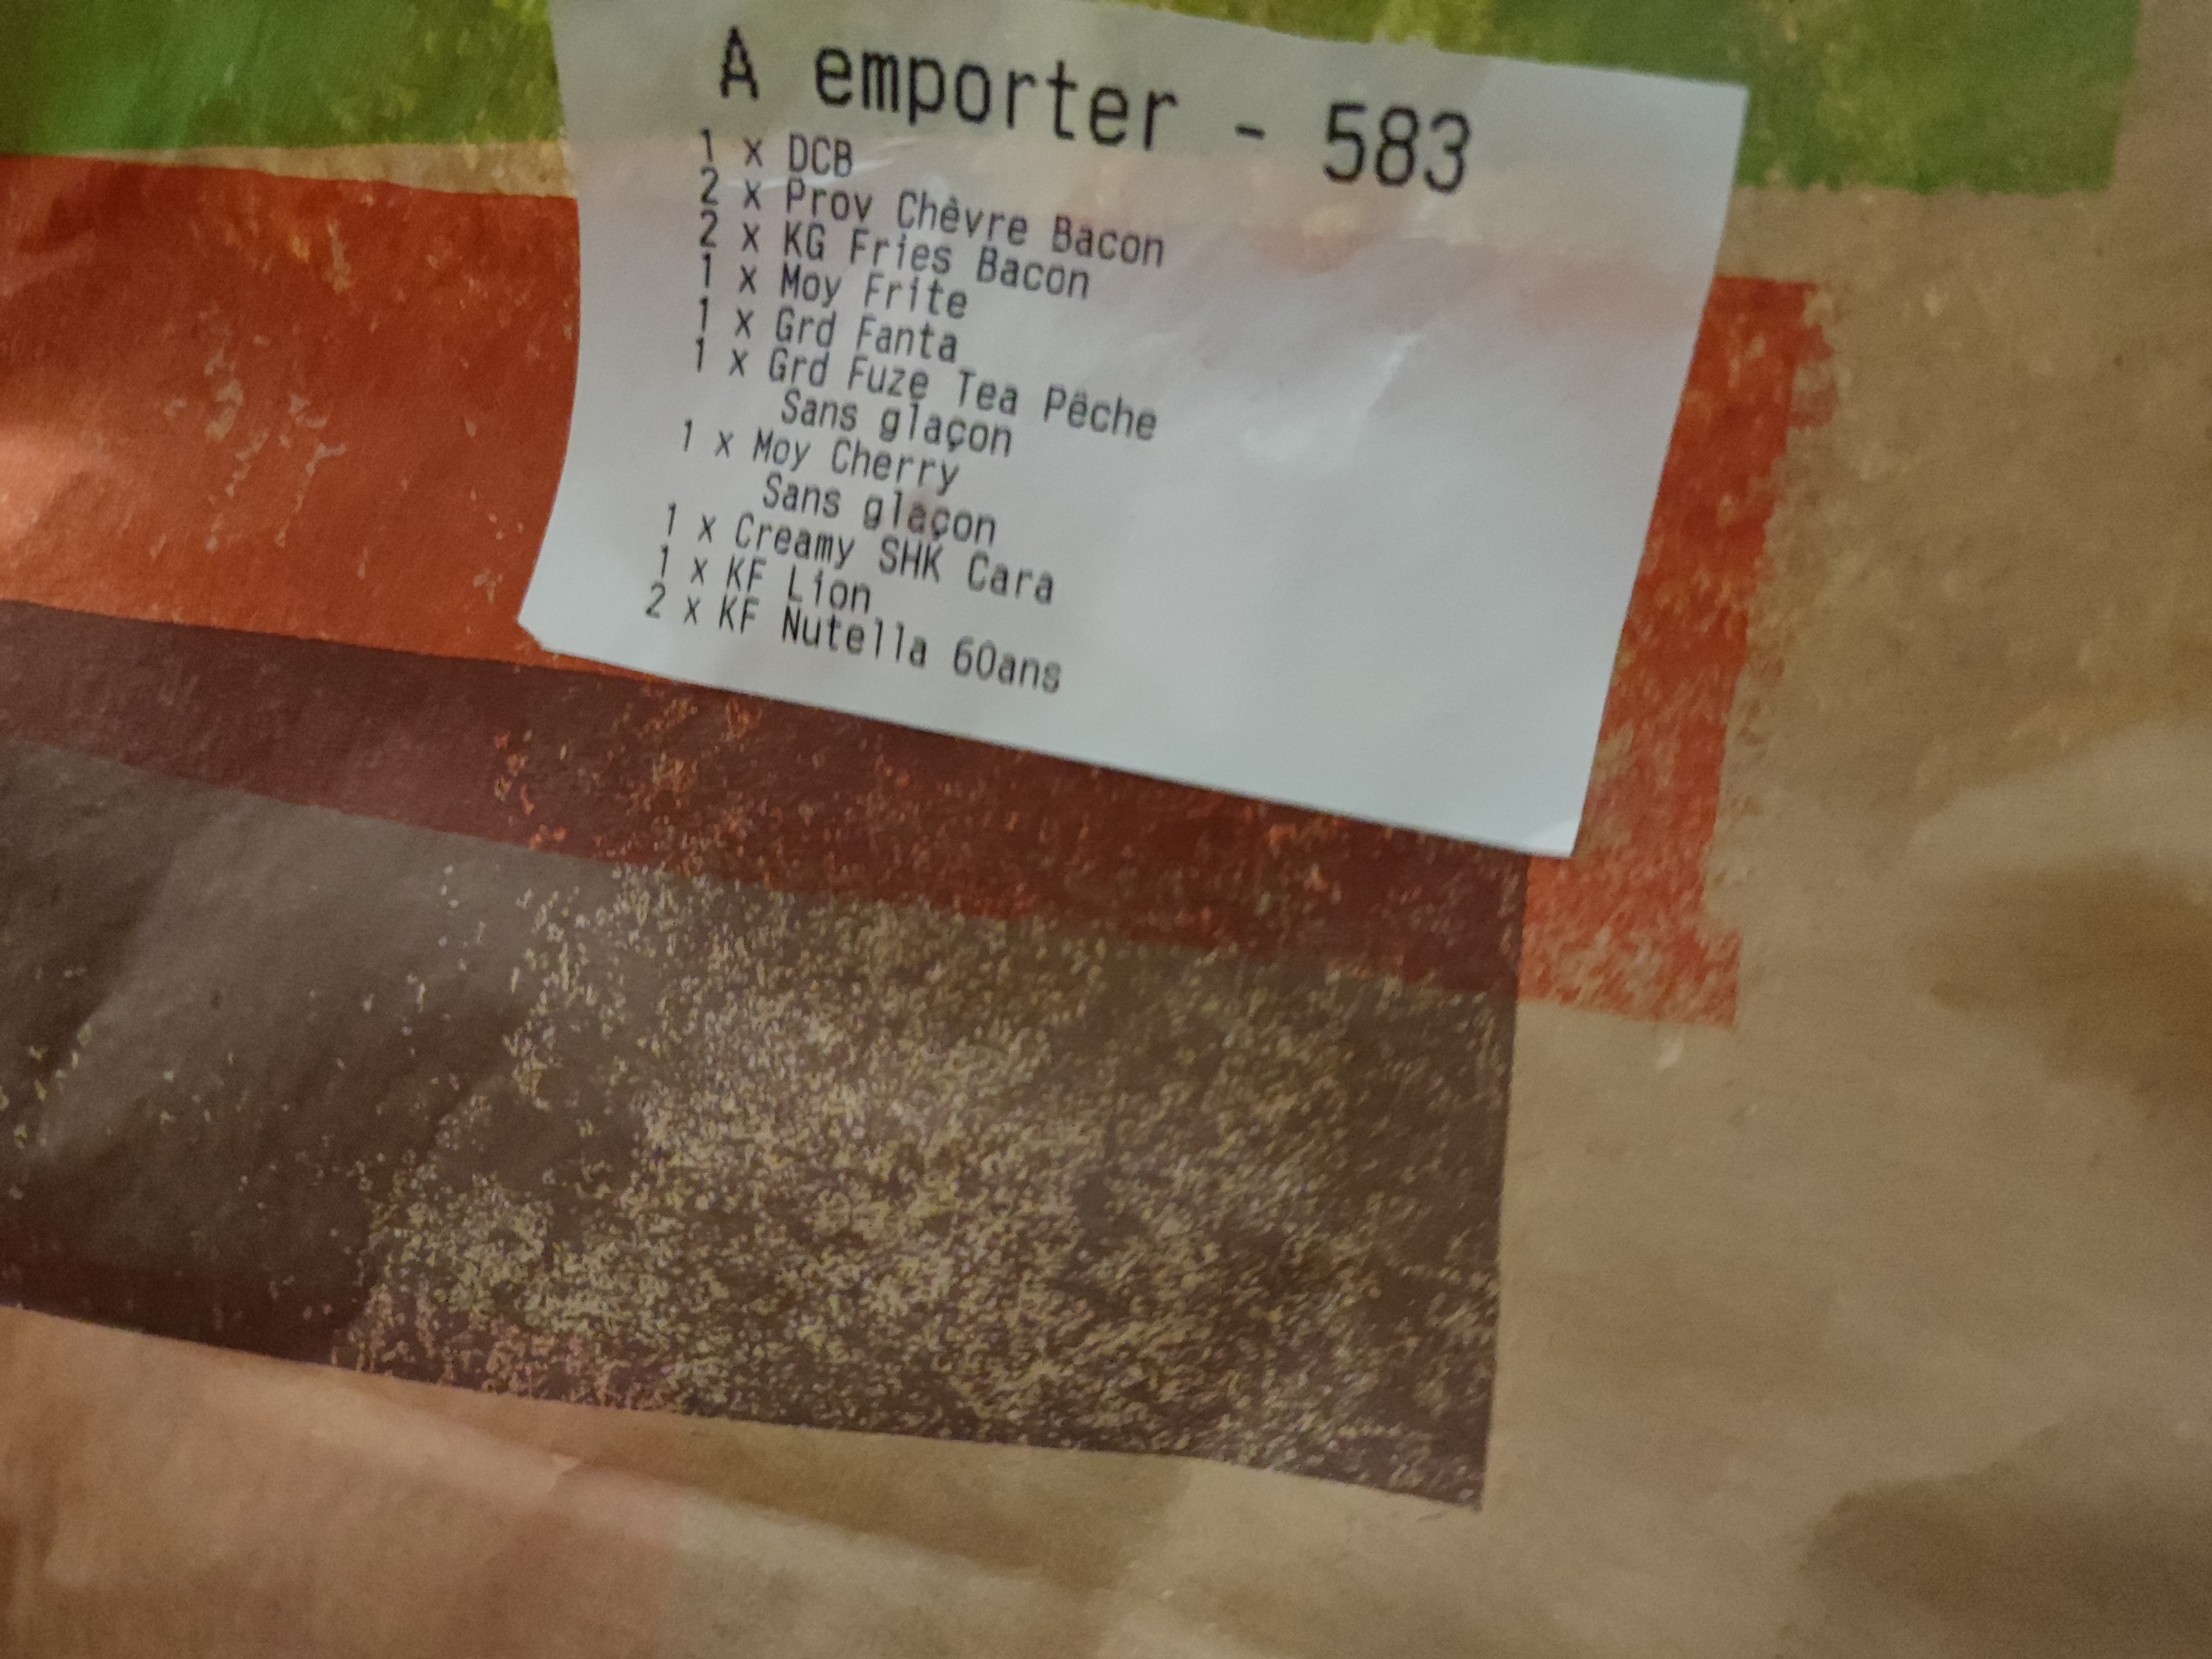 A emporter - 583
1 x DCB
2 x Prov Chèvre Bacon
2 x KG Fries Bacon
1 x Moy Frite
1 x Grd Fanta
1 x Grd Fuze Tea Pêche
Sans glaçon
1 x Moy Cherry
Sans glaçon
1 x Creamy SHK Cara
1 x KF Lion
2 x KF Nutella 60ans